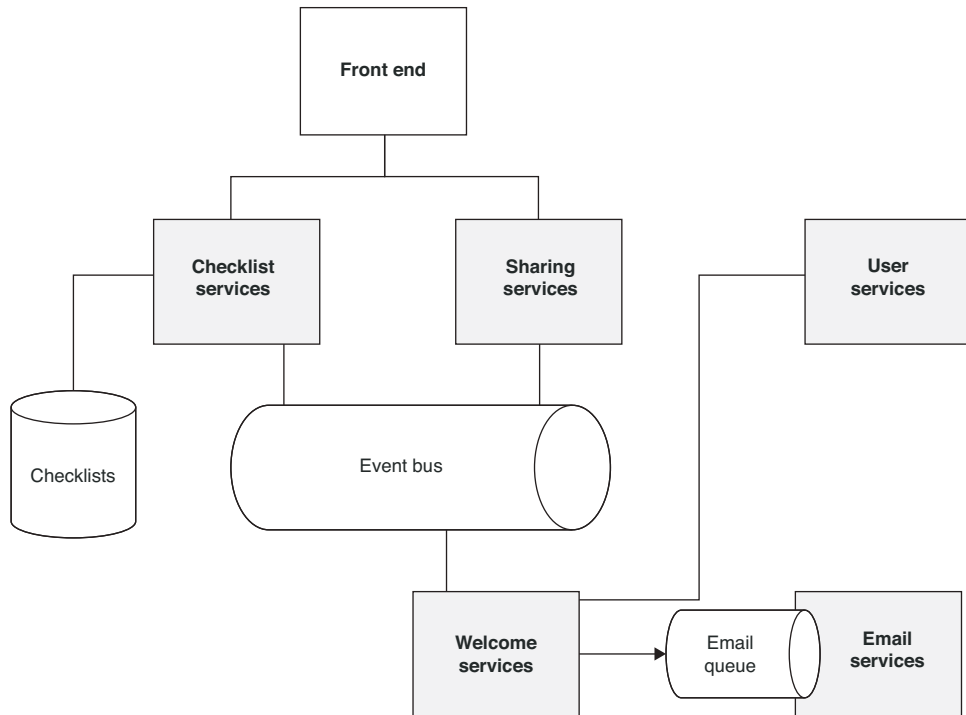 Front end
Checklist
services
Sharing
services
User
services
Checklists
Event bus
Welcome
services
Email
queue
Email
services